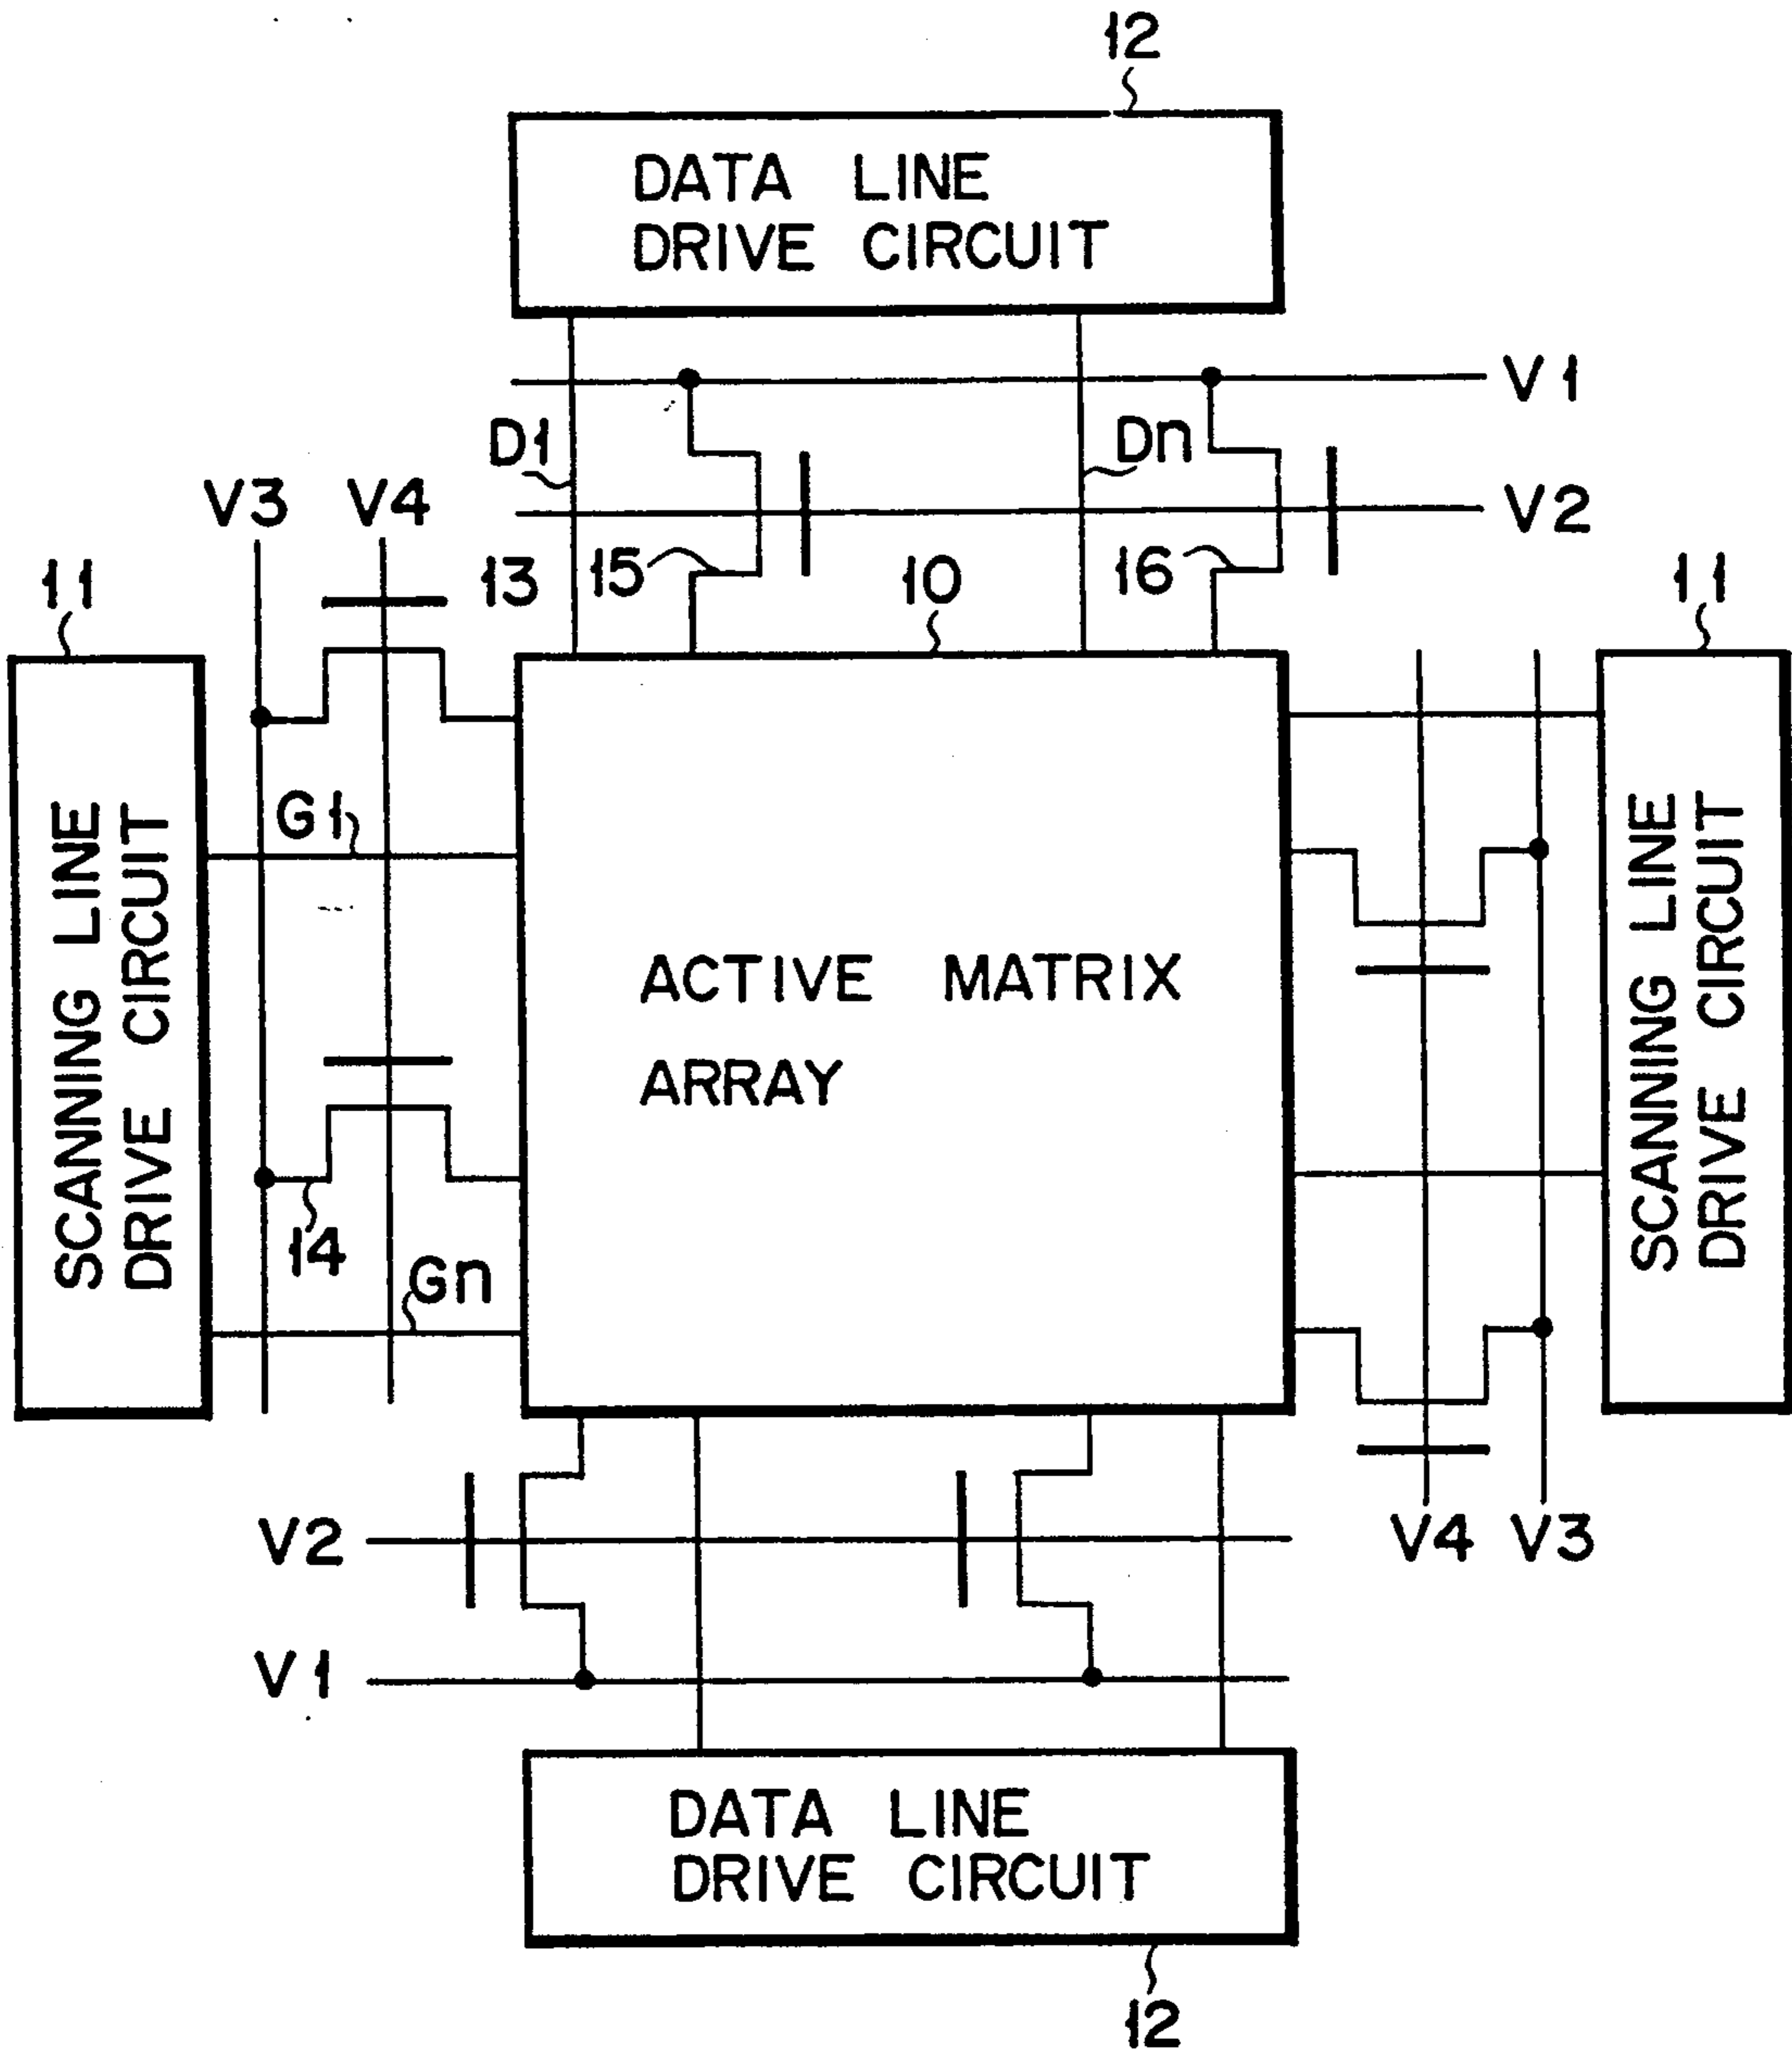 12
DATA LINE
DRIVE CIRCUIT
V1
D1
Dn
V3
V4
V2
11
13
15
10
16
11
SCANNING LINE
DRIVE CIRCUIT
G1
ACTIVE MATRIX
ARRAY
SCANNING LINE
DRIVE CIRCUIT
14
Gn
V2
V4
V3
V1
DATA LINE
DRIVE CIRCUIT
12